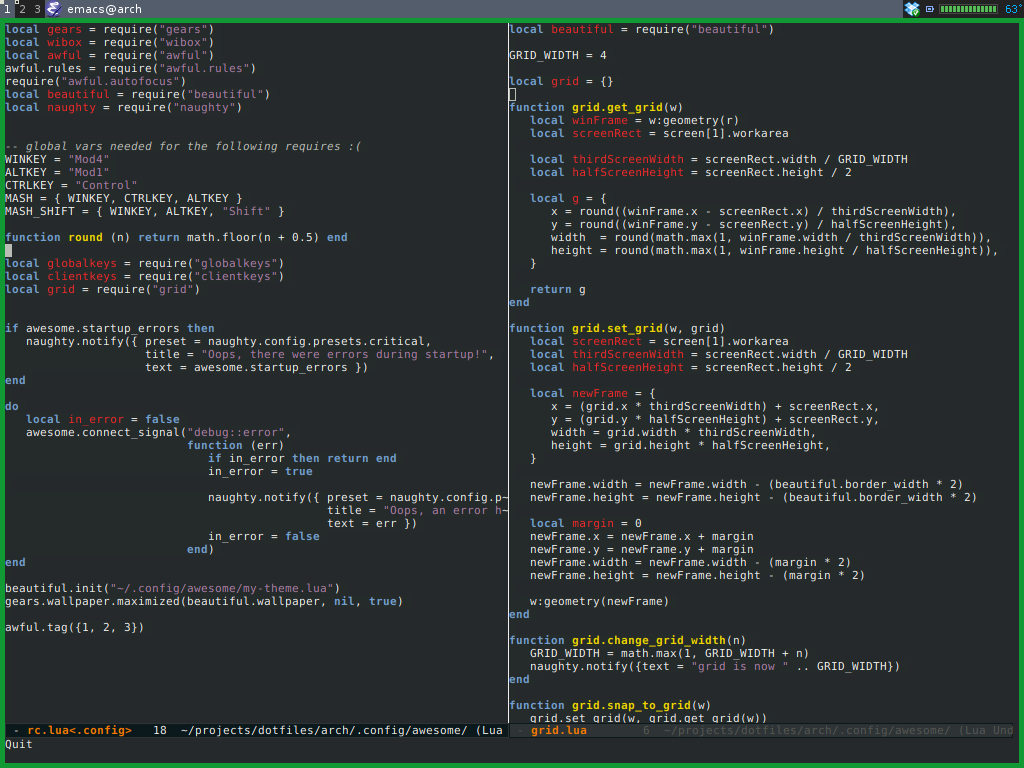 1 2 3 emacs@arch 63°
local gears = require("gears")
local wibox = require("wibox")
local awful = require("awful")
awful.rules = require("awful.rules")
require("awful.autofocus")
local beautiful = require("beautiful")
local naughty = require("naughty")
-- global vars needed for the following requires :(
WINKEY = "Mod4"
ALTKEY = "Mod1"
CTRLKEY = "Control"
MASH = { WINKEY, CTRLKEY, ALTKEY }
MASH_SHIFT = { WINKEY, ALTKEY, "Shift" }
function round (n) return math.floor(n + 0.5) end
local globalkeys = require("globalkeys")
local clientkeys = require("clientkeys")
local grid = require("grid")
if awesome.startup_errors then
   naughty.notify({ preset = naughty.config.presets.critical,
                    title = "Oops, there were errors during startup!",
                    text = awesome.startup_errors })
end
do
   local in_error = false
   awesome.connect_signal("debug::error",
                          function (err)
                             if in_error then return end
                             in_error = true
                             naughty.notify({ preset = naughty.config.p~
                                              title = "Oops, an error h~
                                              text = err })
                             in_error = false
                          end)
end
beautiful.init("~/.config/awesome/my-theme.lua")
gears.wallpaper.maximized(beautiful.wallpaper, nil, true)
awful.tag({1, 2, 3})
- rc.lua<.config>   18  ~/projects/dotfiles/arch/.config/awesome/ (Lua
Quit
local beautiful = require("beautiful")
GRID_WIDTH = 4
local grid = {}
function grid.get_grid(w)
   local winFrame = w:geometry(r)
   local screenRect = screen[1].workarea
   local thirdScreenWidth = screenRect.width / GRID_WIDTH
   local halfScreenHeight = screenRect.height / 2
   local g = {
      x = round((winFrame.x - screenRect.x) / thirdScreenWidth),
      y = round((winFrame.y - screenRect.y) / halfScreenHeight),
      width  = round(math.max(1, winFrame.width / thirdScreenWidth)),
      height = round(math.max(1, winFrame.height / halfScreenHeight)),
   }
   return g
end
function grid.set_grid(w, grid)
   local screenRect = screen[1].workarea
   local thirdScreenWidth = screenRect.width / GRID_WIDTH
   local halfScreenHeight = screenRect.height / 2
   local newFrame = {
      x = (grid.x * thirdScreenWidth) + screenRect.x,
      y = (grid.y * halfScreenHeight) + screenRect.y,
      width = grid.width * thirdScreenWidth,
      height = grid.height * halfScreenHeight,
   }
   newFrame.width = newFrame.width - (beautiful.border_width * 2)
   newFrame.height = newFrame.height - (beautiful.border_width * 2)
   local margin = 0
   newFrame.x = newFrame.x + margin
   newFrame.y = newFrame.y + margin
   newFrame.width = newFrame.width - (margin * 2)
   newFrame.height = newFrame.height - (margin * 2)
   w:geometry(newFrame)
end
function grid.change_grid_width(n)
   GRID_WIDTH = math.max(1, GRID_WIDTH + n)
   naughty.notify({text = "grid is now " .. GRID_WIDTH})
end
function grid.snap_to_grid(w)
   grid.set_grid(w, grid.get_grid(w))
- grid.lua        6  ~/projects/dotfiles/arch/.config/awesome/ (Lua Und